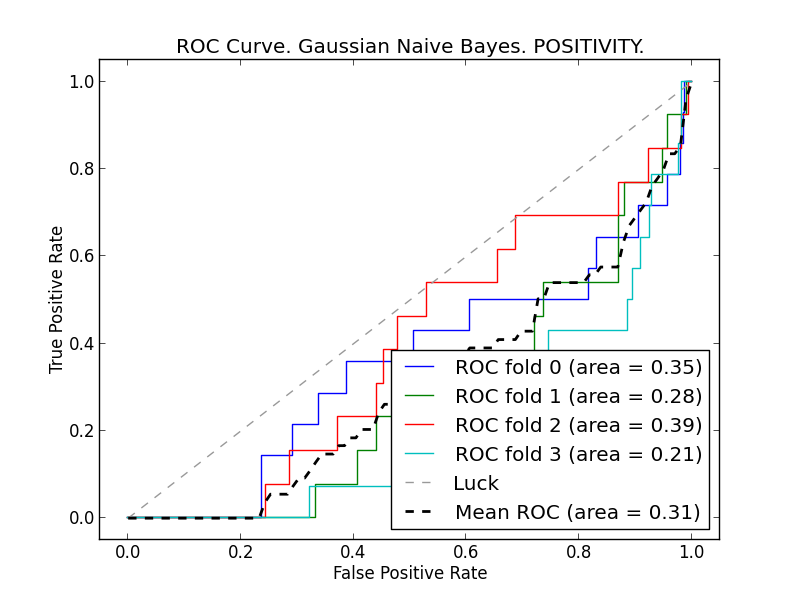 ROC Curve. Gaussian Naive Bayes. POSITIVITY.
True Positive Rate
1.0
0.8
0.6
0.4
0.2
0.0
ROC fold 0 (area = 0.35)
ROC fold 1 (area = 0.28)
ROC fold 2 (area = 0.39)
ROC fold 3 (area = 0.21)
Luck
Mean ROC (area = 0.31)
0.0 0.2 0.4 0.6 0.8 1.0
False Positive Rate